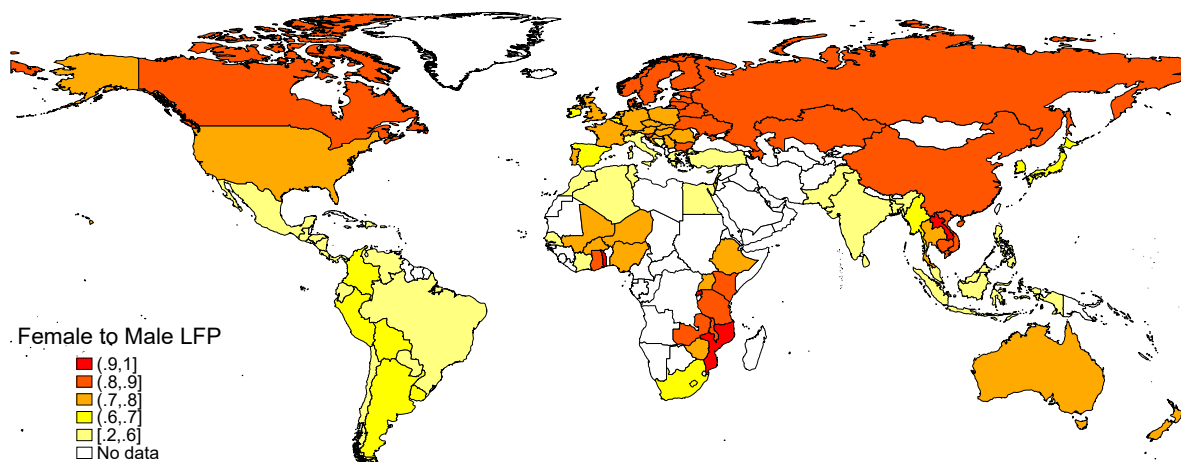 Female to Male LFP
(.9,1]
(.8,.9]
(.7,.8]
(.6,.7]
[.2,.6]
No data